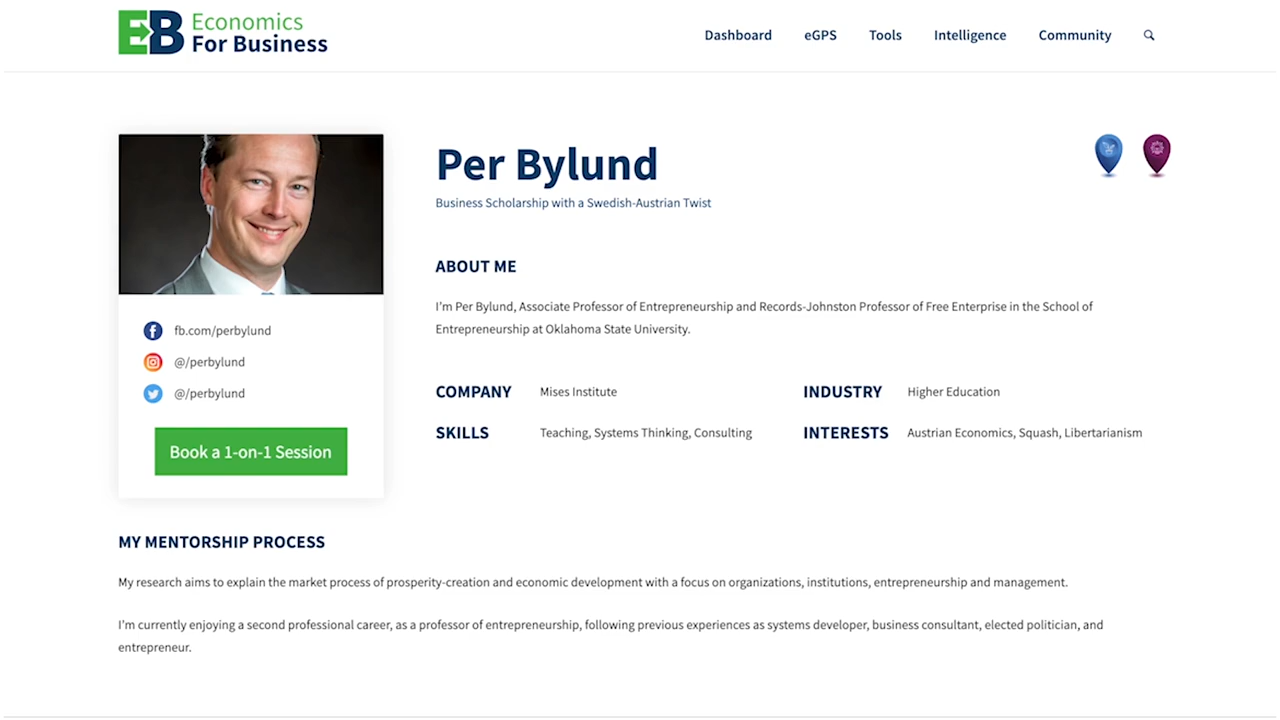 EB Economics
For Business
Dashboard eGPS Tools Intelligence Community
Per Bylund
Business Scholarship with a Swedish-Austrian Twist
ABOUT ME
I'm Per Bylund, Associate Professor of Entrepreneurship and Records-Johnston Professor of Free Enterprise in the School of
Entrepreneurship at Oklahoma State University.
fb.com/perbylund
@/perbylund
@/perbylund
Book a 1-on-1 Session
COMPANY Mises Institute INDUSTRY Higher Education
SKILLS Teaching, Systems Thinking, Consulting INTERESTS Austrian Economics, Squash, Libertarianism
MY MENTORSHIP PROCESS
My research aims to explain the market process of prosperity-creation and economic development with a focus on organizations, institutions, entrepreneurship and management.
I'm currently enjoying a second professional career, as a professor of entrepreneurship, following previous experiences as systems developer, business consultant, elected politician, and
entrepreneur.